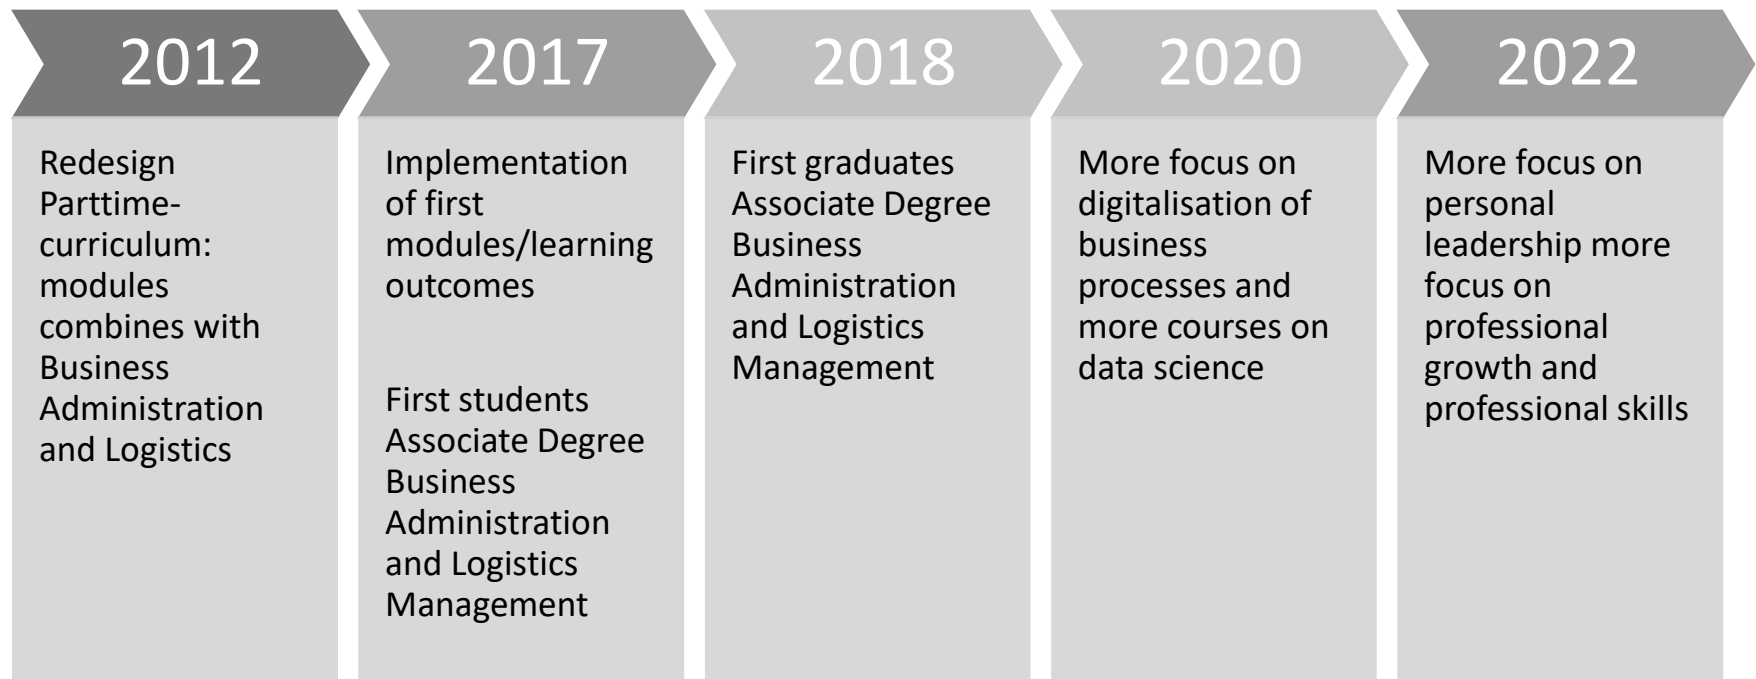 2012
Redesign
Parttime-
curriculum:
modules
combines with
Business
Administration
and Logistics
2017
Implementation
of first
modules/learning
outcomes
First students
Associate Degree
Business
Administration
and Logistics
Management
2018
First graduates
Associate Degree
Business
Administration
and Logistics
Management
2020
More focus on
digitalisation of
business
processes and
more courses on
data science
2022
More focus on
personal
leadership more
focus on
professional
growth and
professional skills